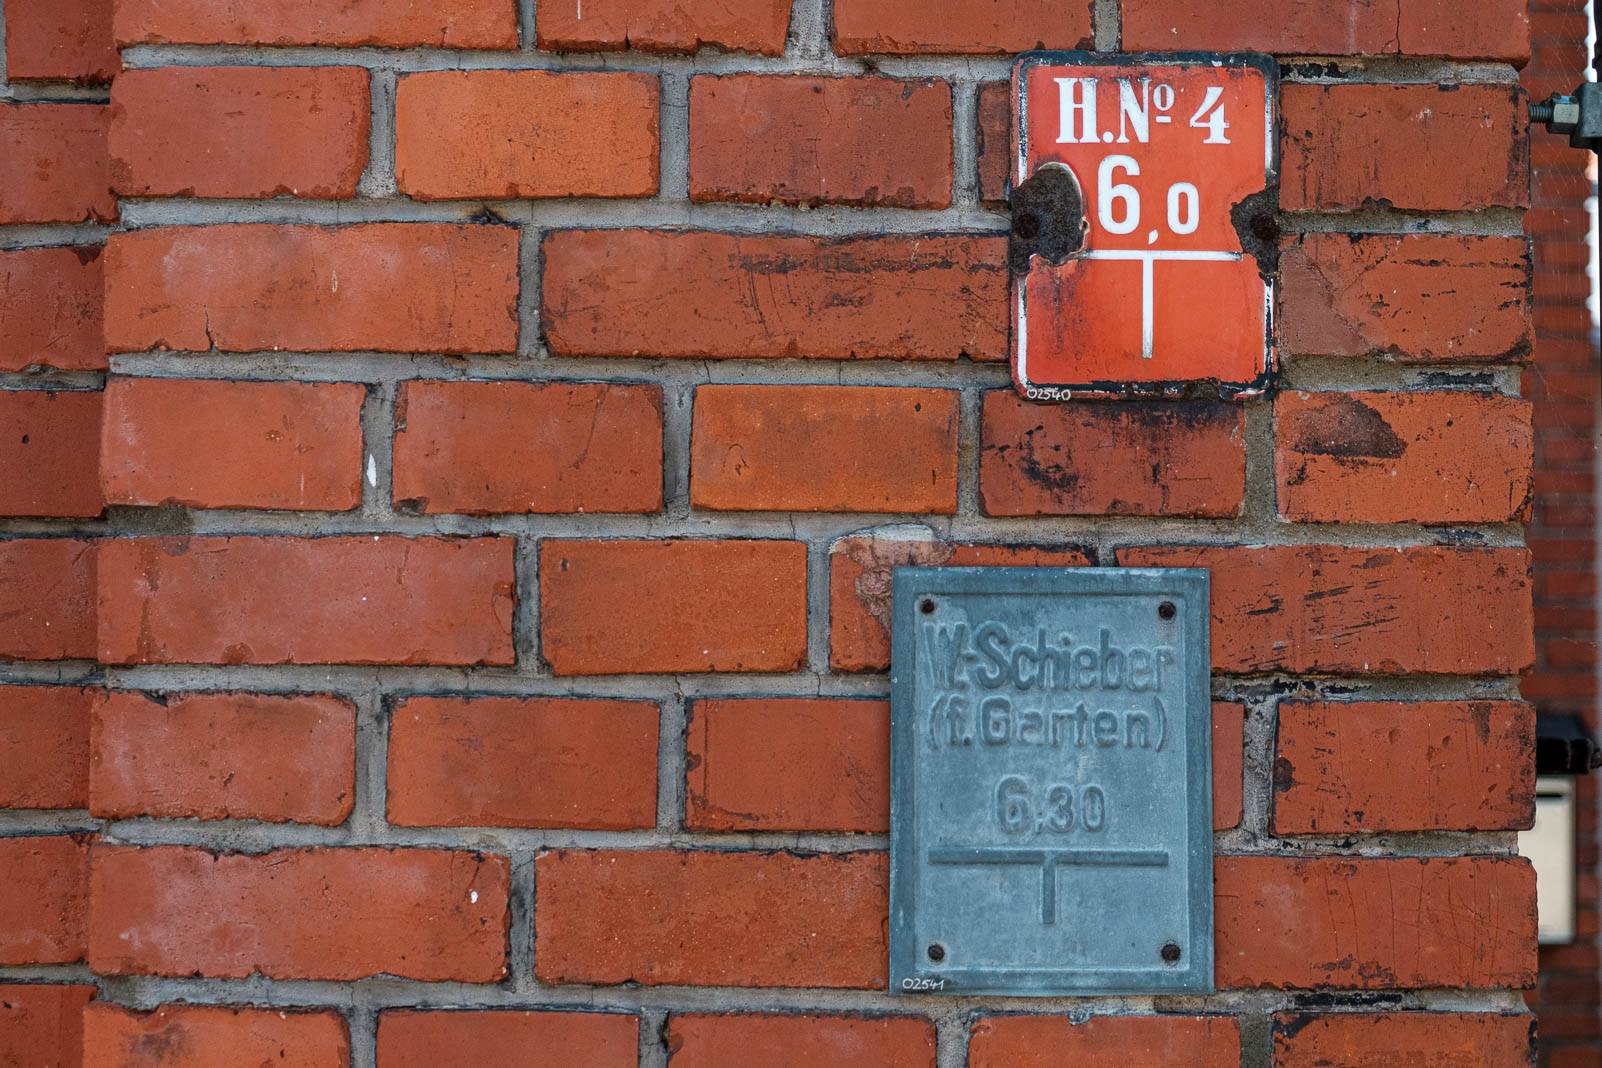 H.Nº 4
6,0
02540
W.-Schieber
(f. Garten)
6,30
02541